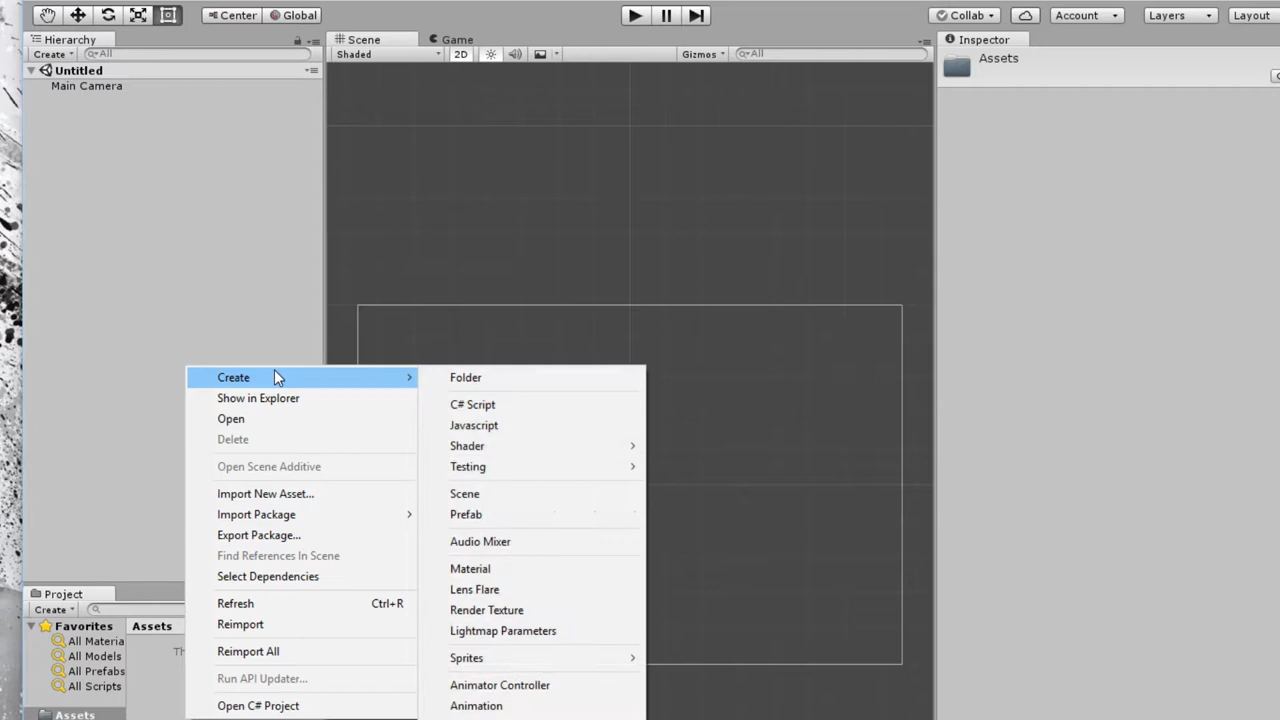 Center Global Collab Account Layers Layout
Hierarchy Scene Game Inspector
Create All Shaded 2D Gizmos All Assets
Untitled
Main Camera
Create Folder
Show in Explorer C# Script
Open Javascript
Delete Shader
Open Scene Additive Testing
Import New Asset... Scene
Import Package Prefab
Export Package... Audio Mixer
Find References In Scene Material
Select Dependencies Lens Flare
Refresh Ctrl+R Render Texture
Reimport Lightmap Parameters
Reimport All Sprites
Run API Updater... Animator Controller
Open C# Project Animation
Project
Create
Favorites Assets
All Materia
All Models Th
All Prefabs
All Scripts
Assets